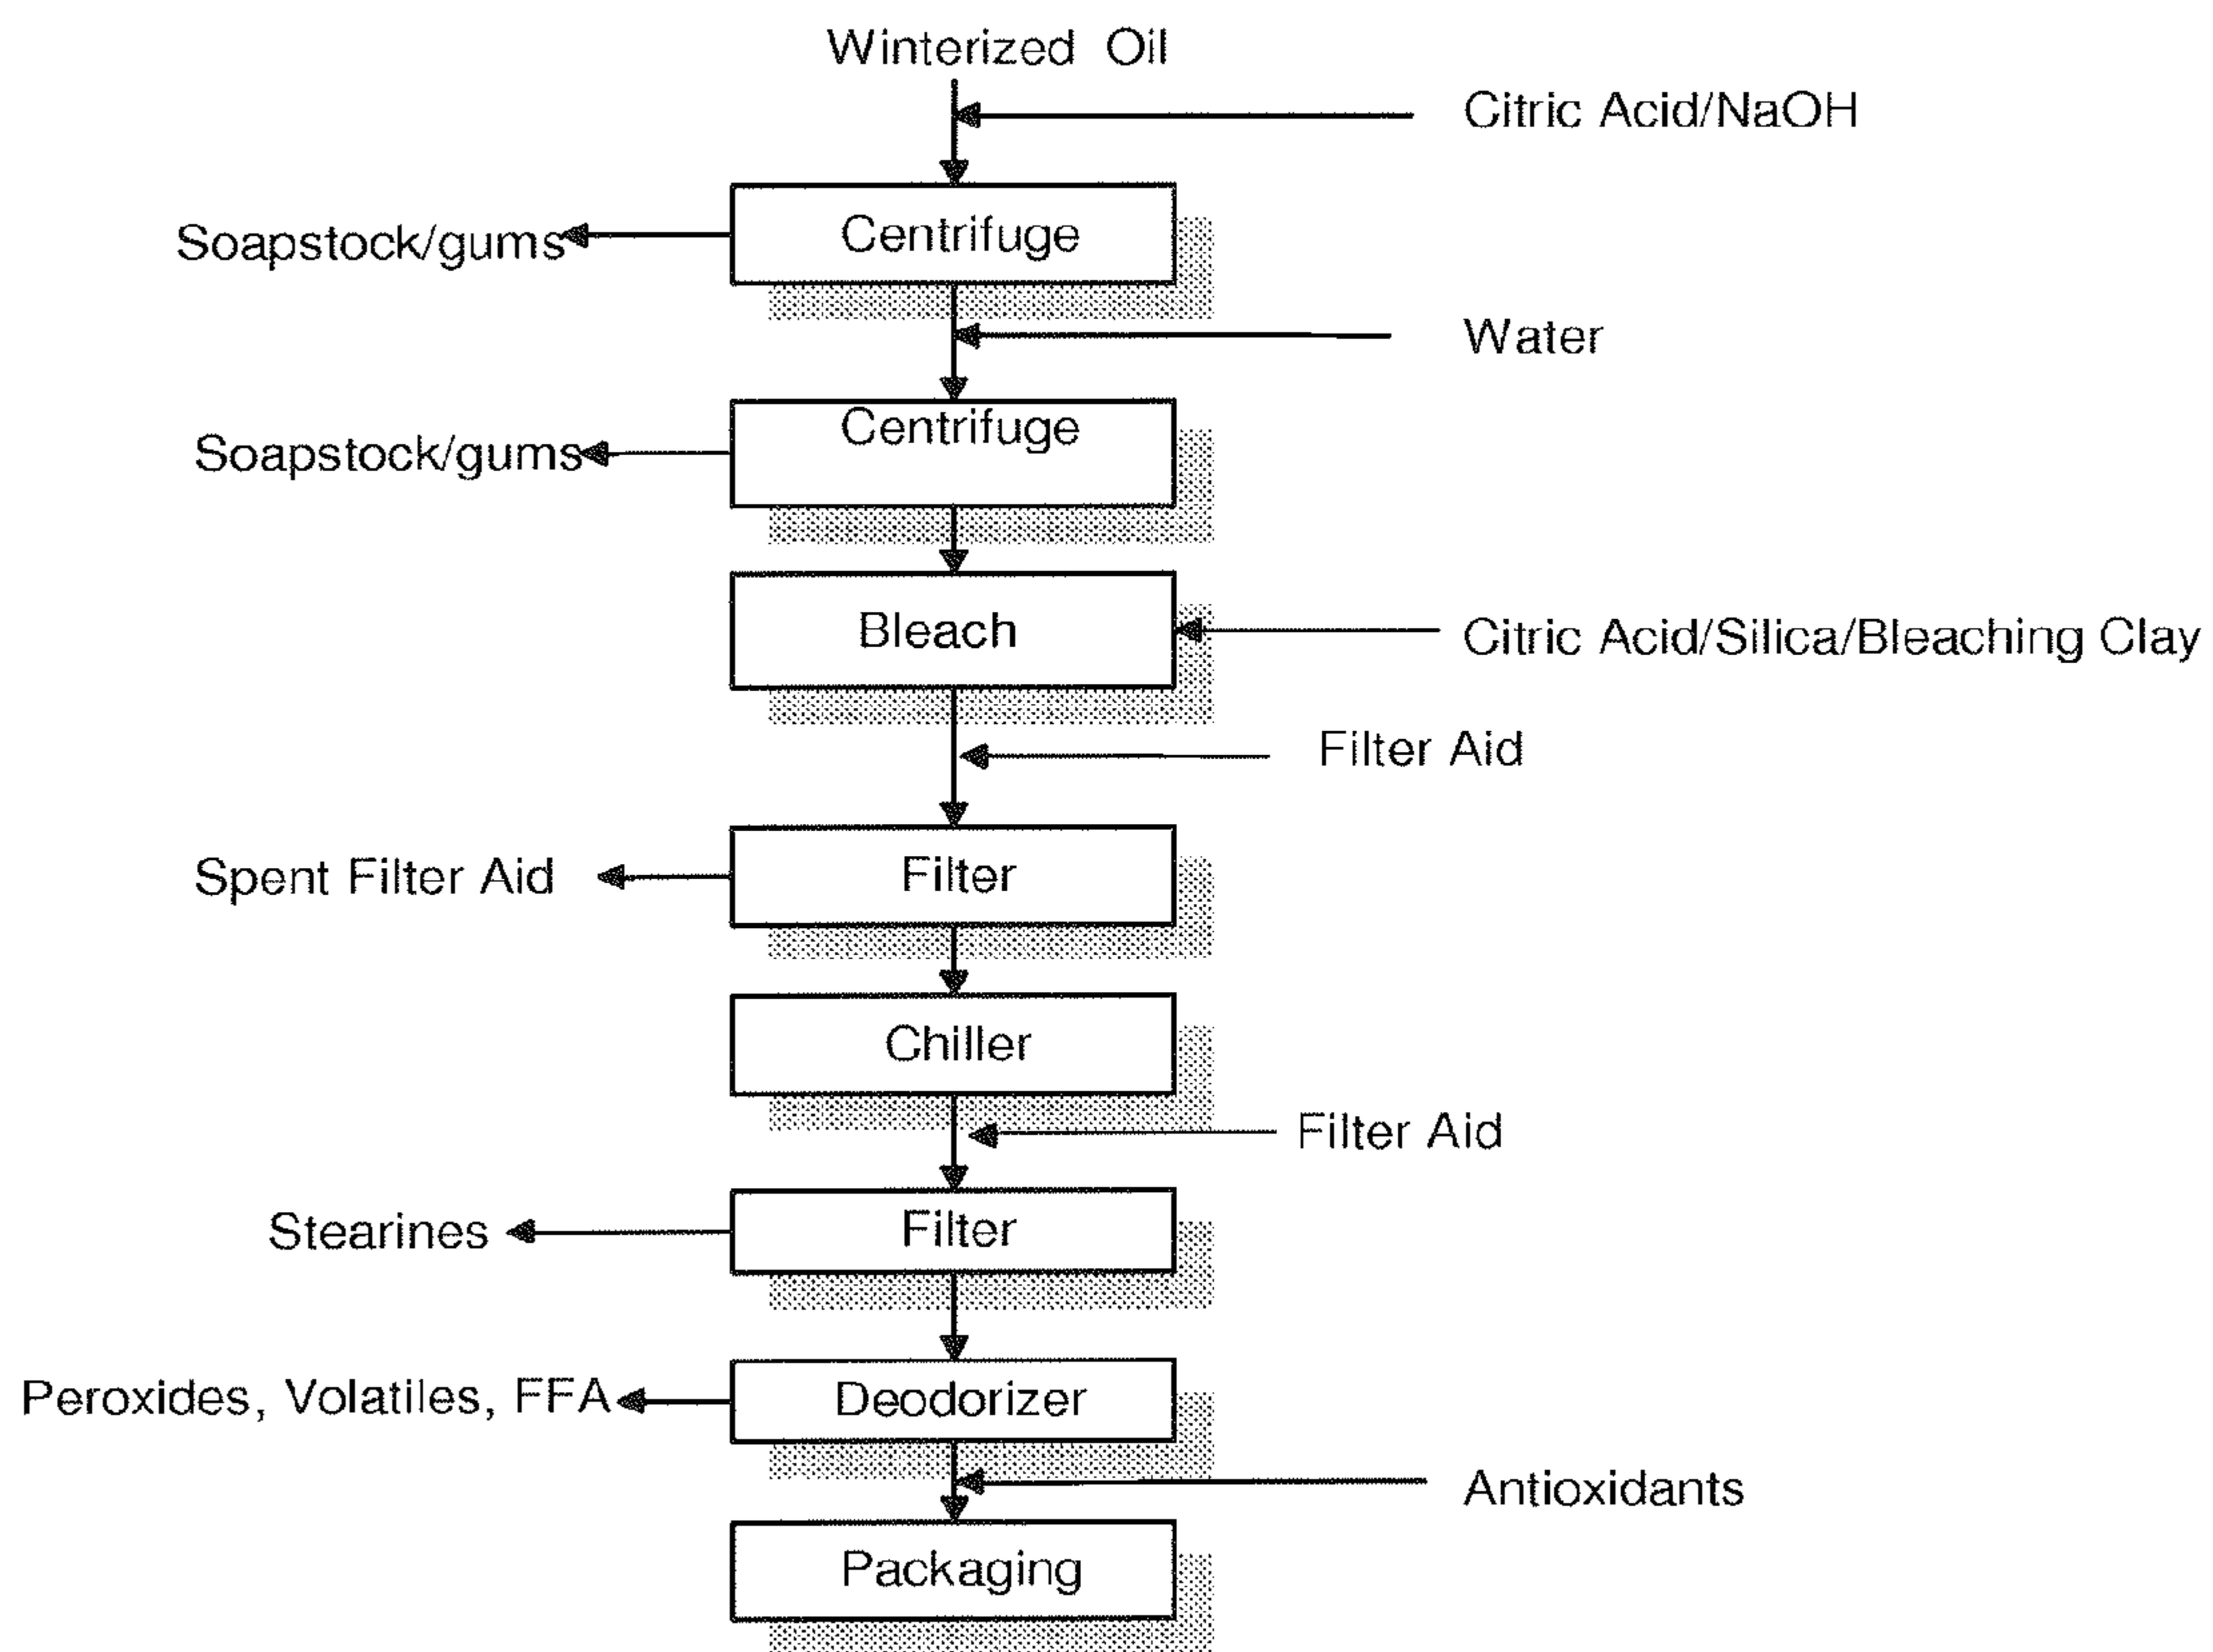 Winterized Oil
Citric Acid/NaOH
Centrifuge
Soapstock/gums
Water
Centrifuge
Soapstock/gums
Bleach
Citric Acid/Silica/Bleaching Clay
Filter Aid
Filter
Spent Filter Aid
Chiller
Filter Aid
Filter
Stearines
Deodorizer
Peroxides, Volatiles, FFA
Antioxidants
Packaging